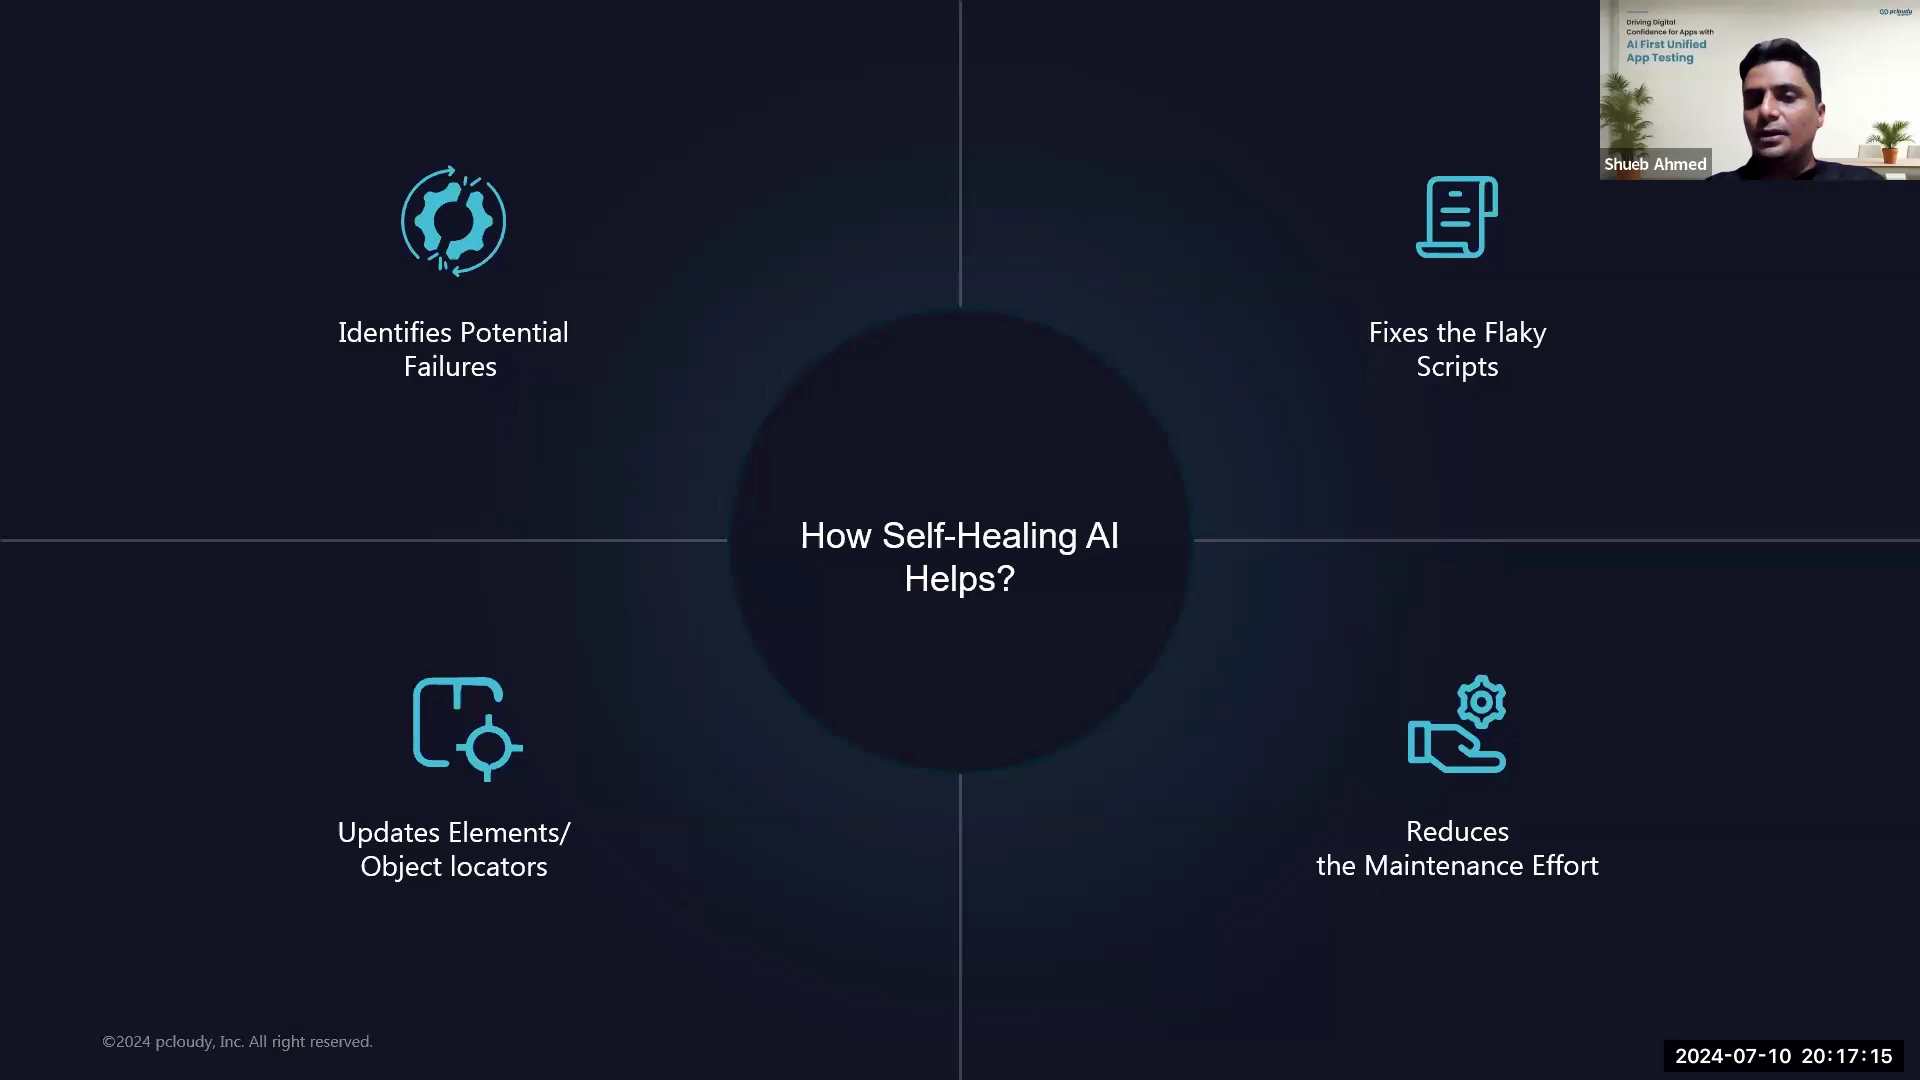 Driving Digital
Confidence for Apps with
AI First Unified
App Testing
pcloudy
Shueb Ahmed
Identifies Potential
Failures
Fixes the Flaky
Scripts
How Self-Healing AI
Helps?
Updates Elements/
Object locators
Reduces
the Maintenance Effort
©2024 pcloudy, Inc. All right reserved.
2024-07-10 20:17:15